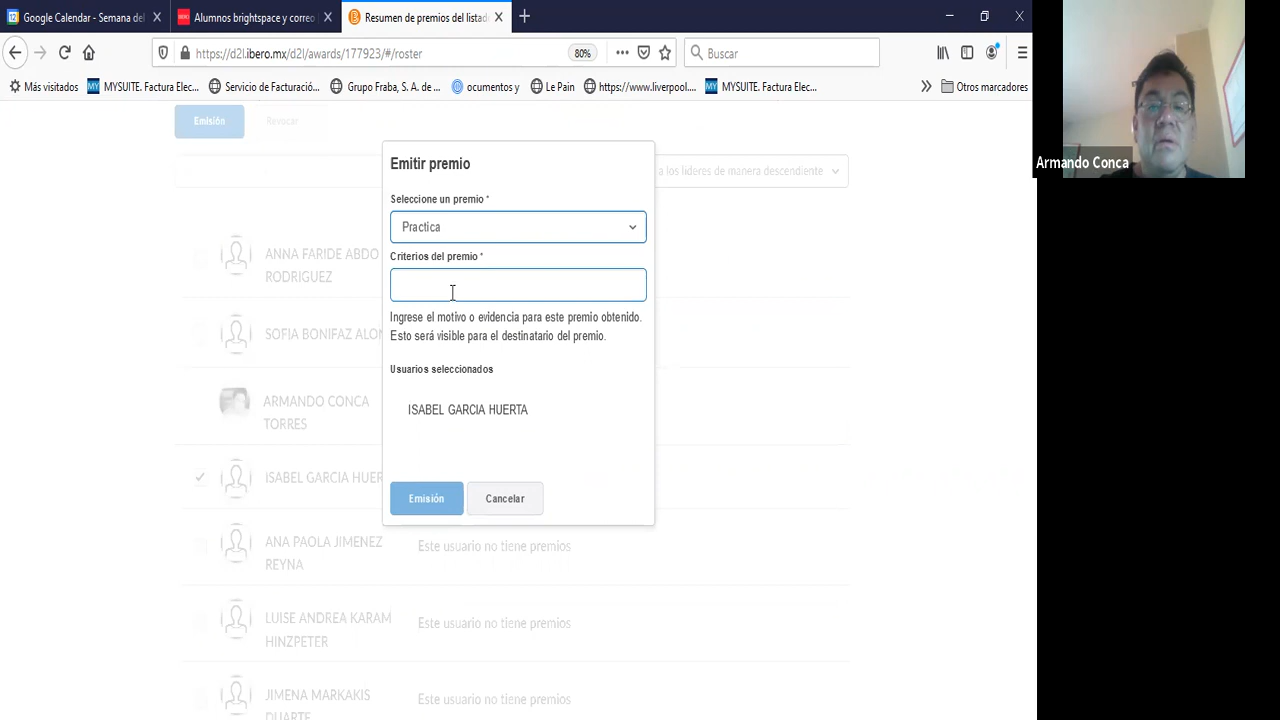 Google Calendar - Semana del
Alumnos brightspace y correo
Resumen de premios del listado
https://d2l.ibero.mx/d2l/awards/177923/#/roster
80%
Buscar
Más visitados
MYSUITE. Factura Elec...
Servicio de Facturació...
Grupo Fraba, S. A. de ...
ocumentos y
Le Pain
https://www.liverpool....
MYSUITE. Factura Elec...
Otros marcadores
Emisión
Revocar
a los líderes de manera descendiente
Emitir premio
Seleccione un premio *
Practica
Criterios del premio *
Ingrese el motivo o evidencia para este premio obtenido.
Esto será visible para el destinatario del premio.
Usuarios seleccionados
ISABEL GARCIA HUERTA
Emisión
Cancelar
ANNA FARIDE ABDO
RODRIGUEZ
SOFIA BONIFAZ ALON
ARMANDO CONCA
TORRES
ISABEL GARCIA HUER
ANA PAOLA JIMENEZ
REYNA
Este usuario no tiene premios
LUISE ANDREA KARAM
HINZPETER
Este usuario no tiene premios
JIMENA MARKAKIS
DUARTE
Este usuario no tiene premios
Armando Conca